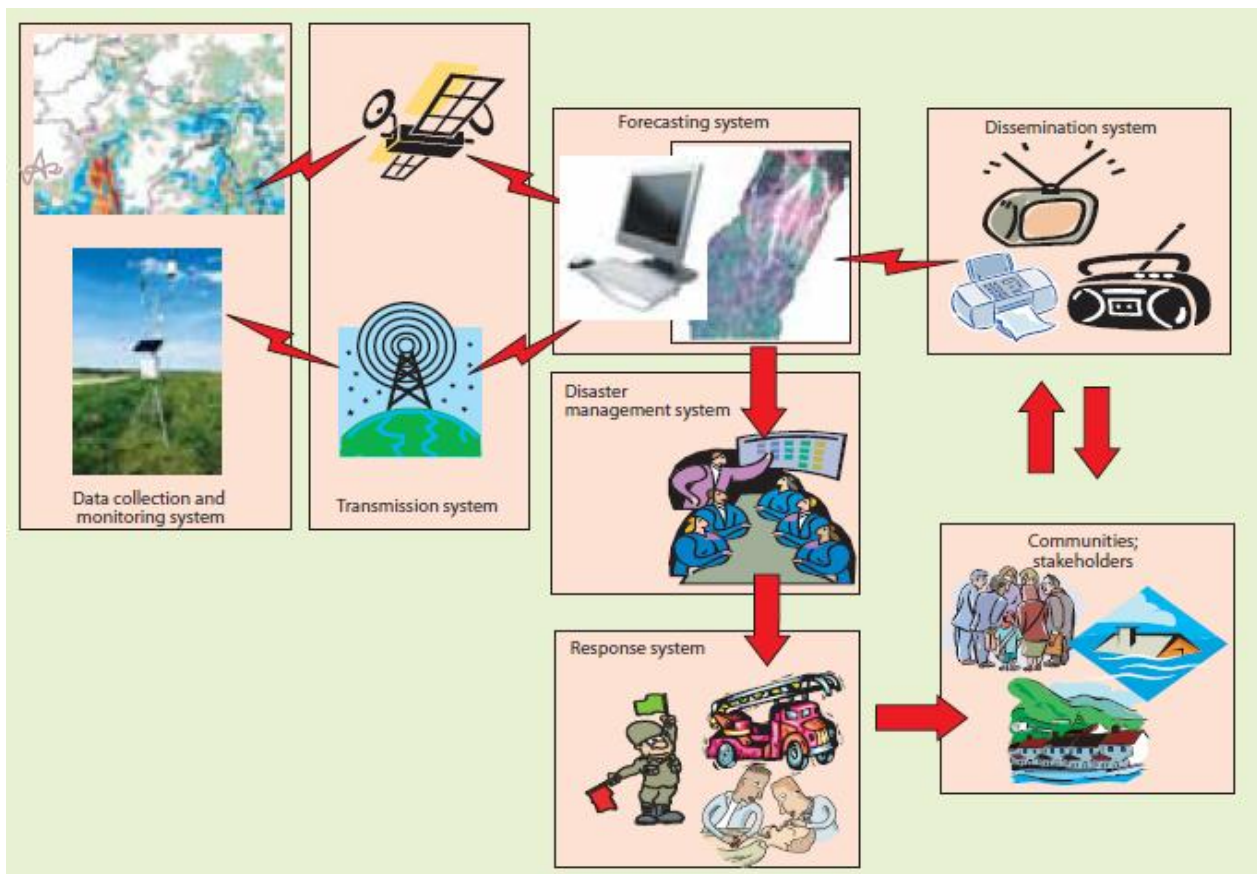 Forecasting system
Dissemination system
Disaster
management system
Data collection and
monitoring system
Transmission system
Communities;
stakeholders
Response system